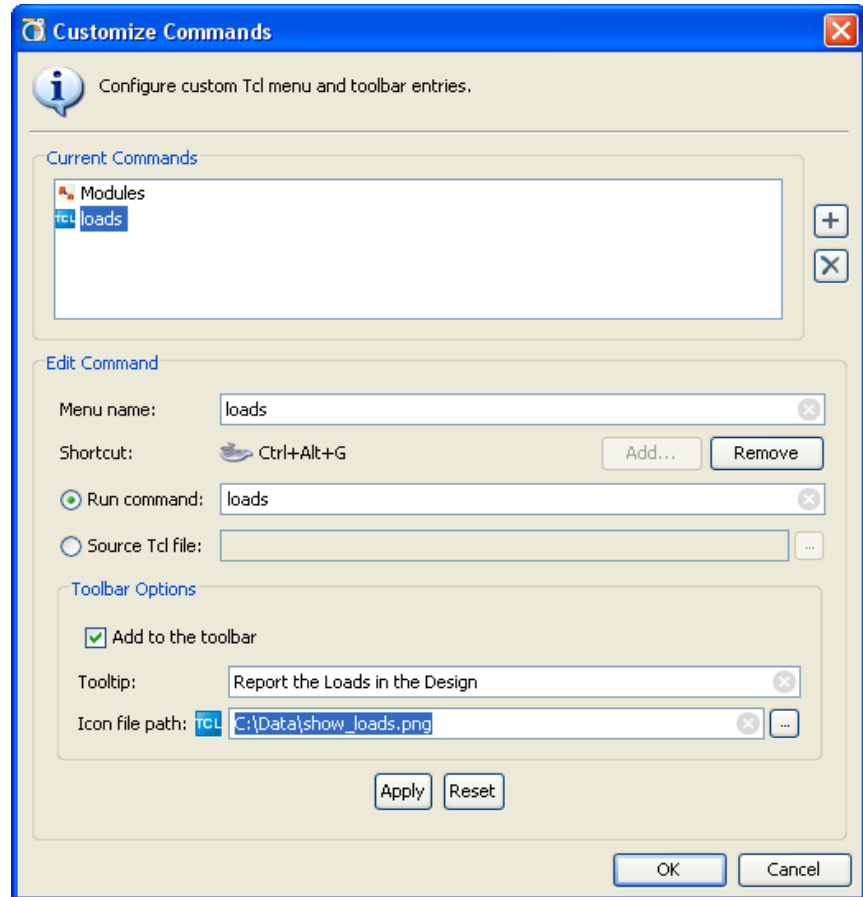 Customize Commands
Configure custom Tcl menu and toolbar entries.
Current Commands
Modules
TCL loads
Edit Command
Menu name: loads
Shortcut: Ctrl+Alt+G Add... Remove
Run command: loads
Source Tcl file: ...
Toolbar Options
Add to the toolbar
Tooltip: Report the Loads in the Design
Icon file path: TCL C:\Data\show_loads.png ...
Apply Reset
OK Cancel